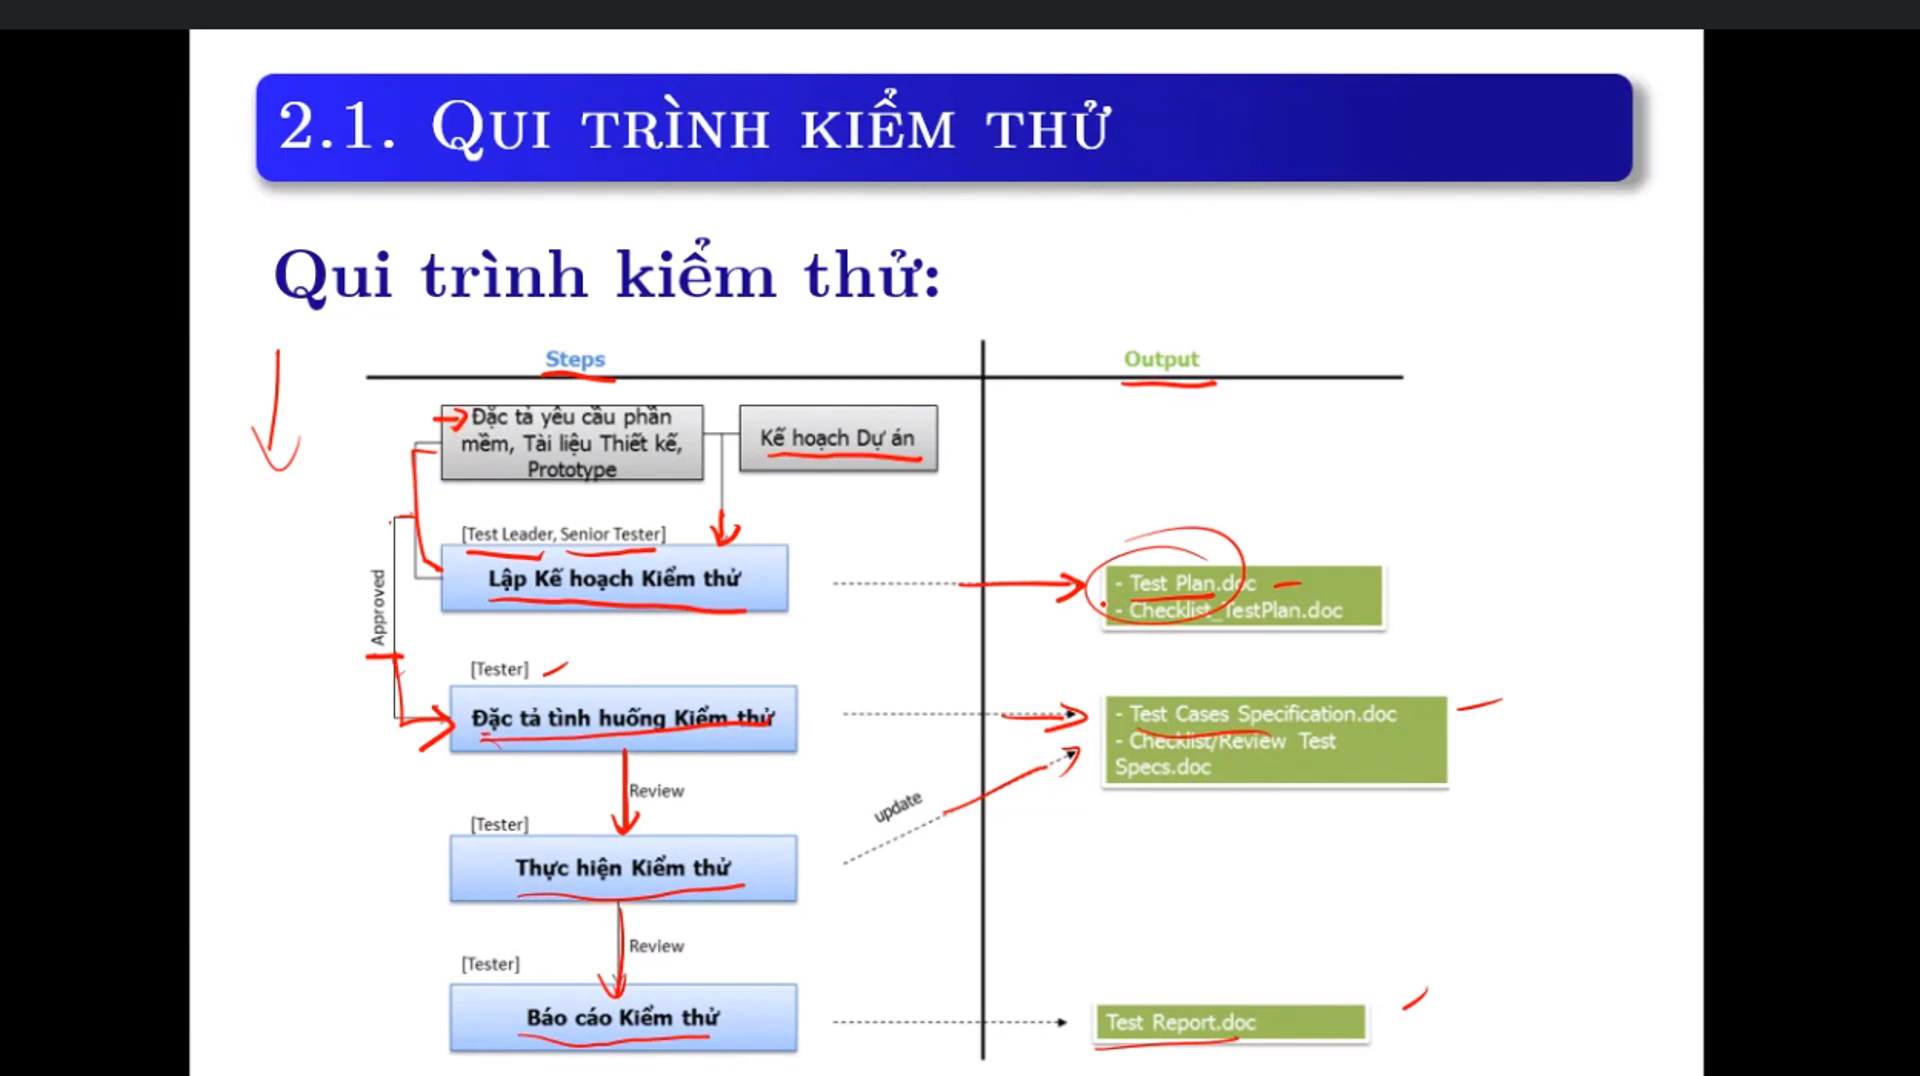 2.1. QUI TRÌNH KIỂM THỬ
Qui trình kiểm thử:
Steps
Output
Đặc tả yêu cầu phần
mềm, Tài liệu Thiết kế,
Prototype
Kế hoạch Dự án
[Test Leader, Senior Tester]
Lập Kế hoạch Kiểm thử
- Test Plan.doc
- Checklist_TestPlan.doc
Approved
[Tester]
Đặc tả tình huống Kiểm thử
- Test Cases Specification.doc
- Checklist/Review Test
Specs.doc
Review
update
[Tester]
Thực hiện Kiểm thử
Review
[Tester]
Báo cáo Kiểm thử
Test Report.doc